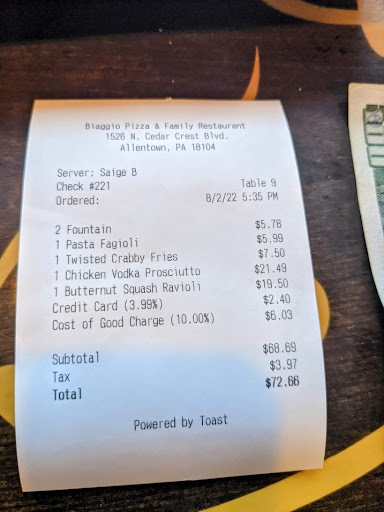 Biaggio Pizza & Family Restaurant
1526 N. Cedar Crest Blvd.
Allentown, PA 18104
Server: Saige B
Check #221 Table 9
Ordered: 8/2/22 5:35 PM
2 Fountain $5.78
1 Pasta Fagioli $5.99
1 Twisted Crabby Fries $7.50
1 Chicken Vodka Prosciutto $21.49
1 Butternut Squash Ravioli $19.50
Credit Card (3.99%) $2.40
Cost of Good Charge (10.00%) $6.03
Subtotal $68.69
Tax $3.97
Total $72.66
Powered by Toast